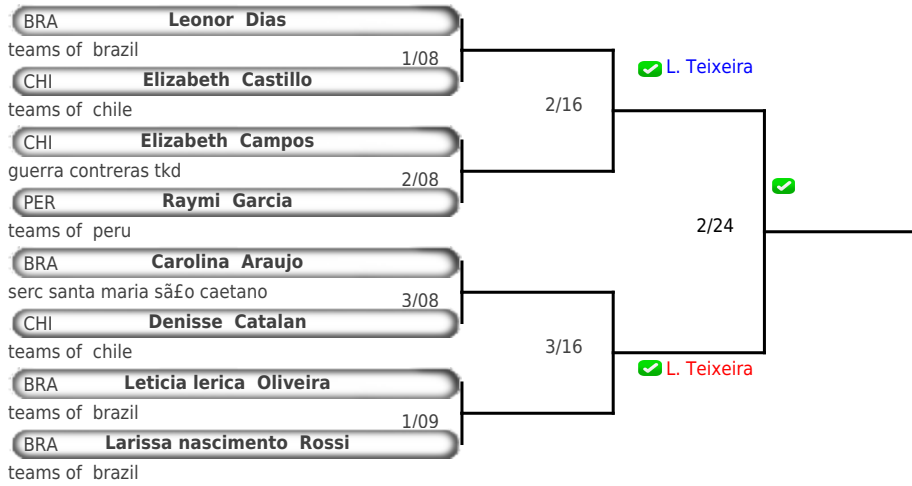 BRA Leonor Dias
teams of brazil
1/08
CHI Elizabeth Castillo
L. Teixeira
teams of chile
2/16
CHI Elizabeth Campos
guerra contreras tkd
2/08
PER Raymi Garcia
teams of peru
2/24
BRA Carolina Araujo
serc santa maria sã£o caetano
3/08
CHI Denisse Catalan
teams of chile
3/16
L. Teixeira
BRA Leticia lerica Oliveira
teams of brazil
1/09
BRA Larissa nascimento Rossi
teams of brazil